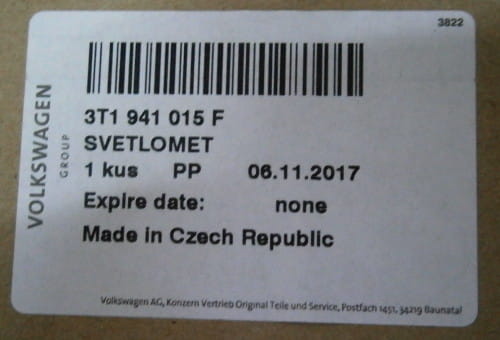 3822
VOLKSWAGEN
GROUP
3T1 941 015 F
SVETLOMET
1 kus PP 06.11.2017
Expire date: none
Made in Czech Republic
Volkswagen AG, Konzern Vertrieb Original Teile und Service, Postfach 1451, 34219 Baunatal